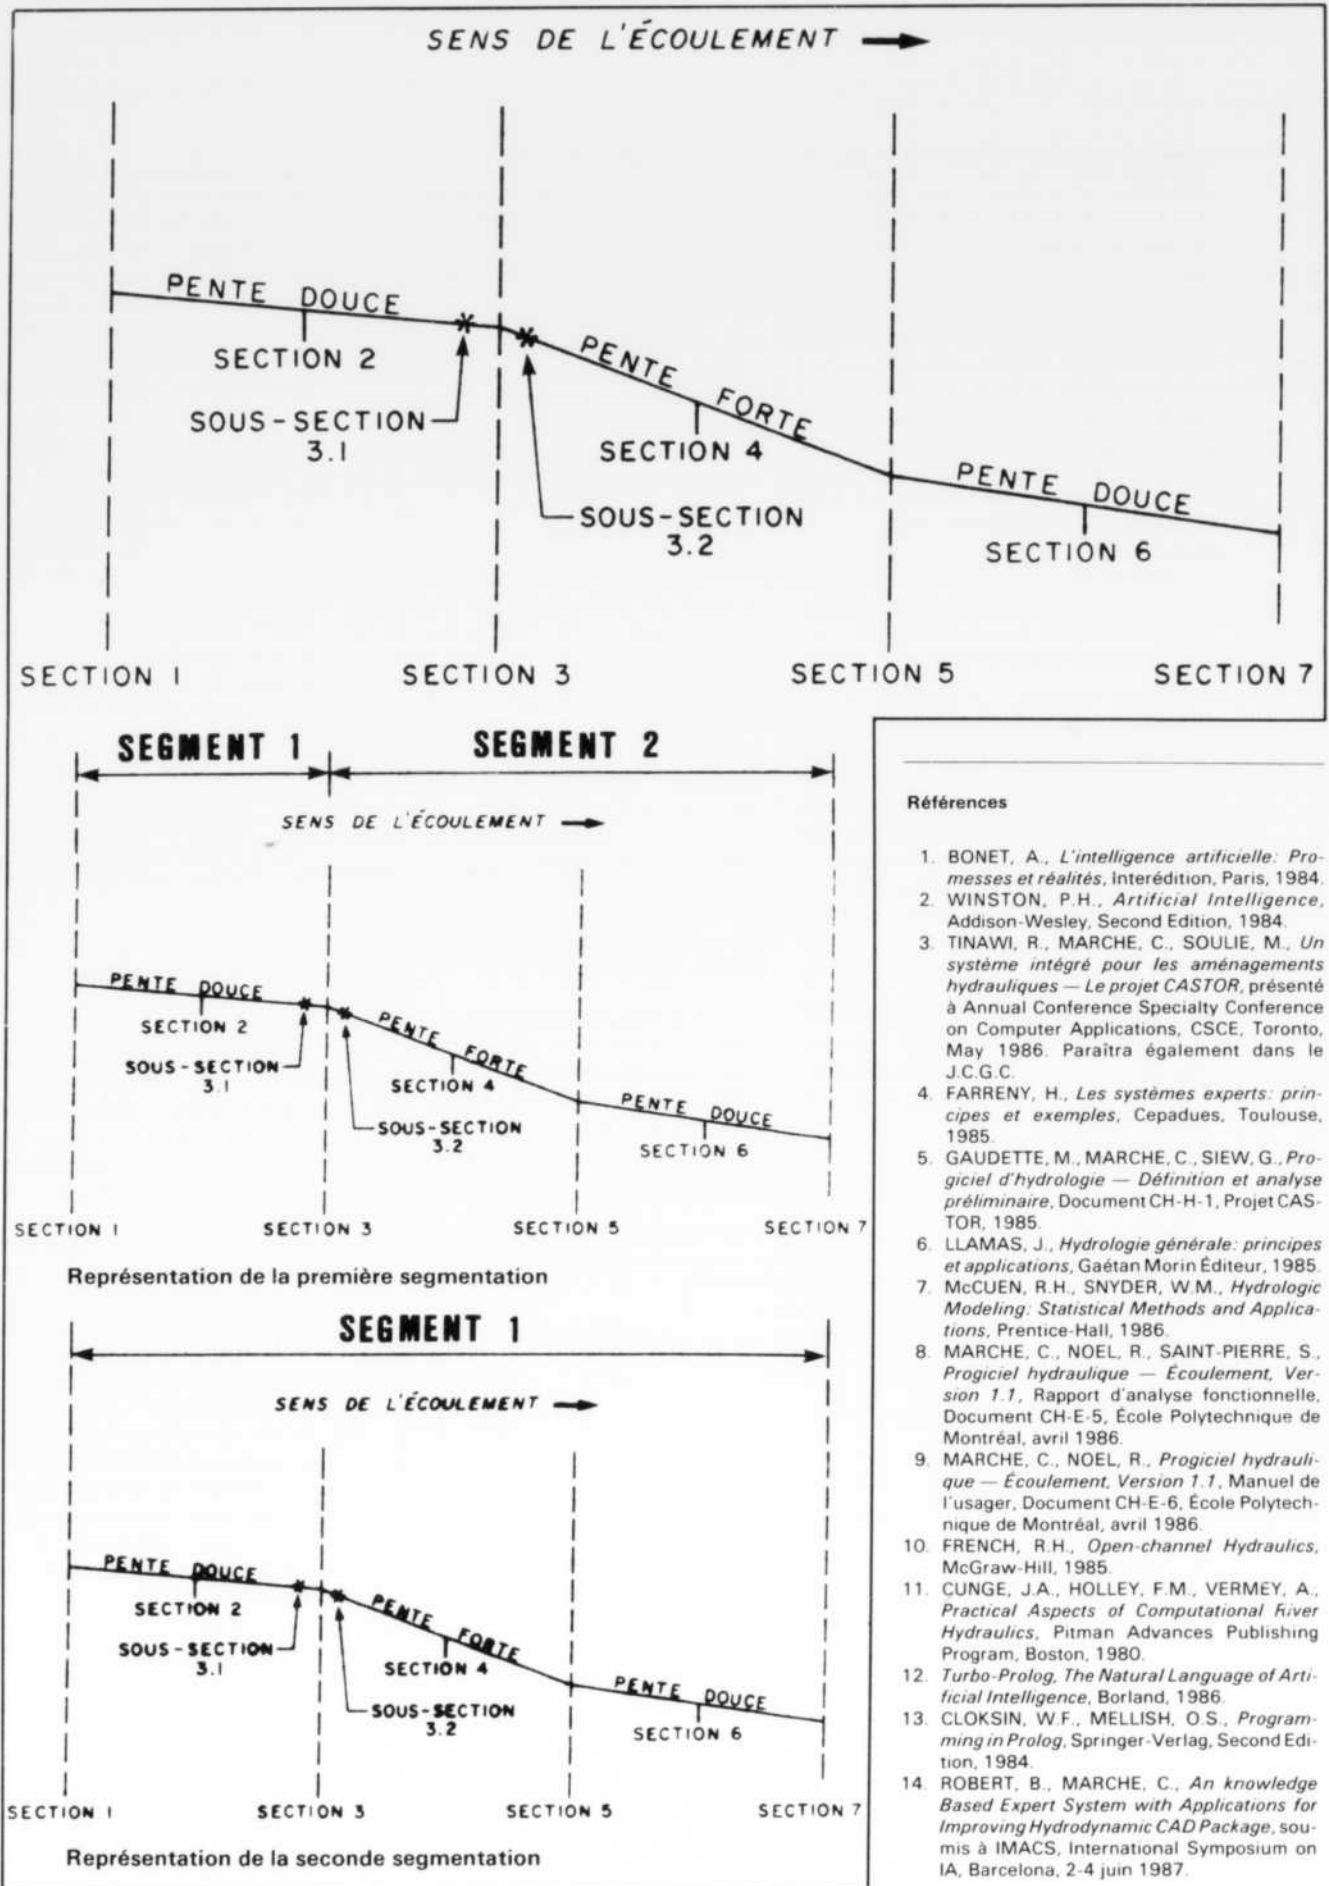 SENS DE L'ÉCOULEMENT
PENTE DOUCE
SECTION 2
SOUS-SECTION
3.1
PENTE FORTE
SECTION 4
SOUS-SECTION
3.2
PENTE DOUCE
SECTION 6
SECTION 1
SECTION 3
SECTION 5
SECTION 7
SEGMENT 1
SEGMENT 2
SENS DE L'ÉCOULEMENT
PENTE DOUCE
SECTION 2
SOUS-SECTION
3.1
PENTE FORTE
SECTION 4
SOUS-SECTION
3.2
PENTE DOUCE
SECTION 6
SECTION 1
SECTION 3
SECTION 5
SECTION 7
Représentation de la première segmentation
SEGMENT 1
SENS DE L'ÉCOULEMENT
PENTE DOUCE
SECTION 2
SOUS-SECTION
3.1
PENTE FORTE
SECTION 4
SOUS-SECTION
3.2
PENTE DOUCE
SECTION 6
SECTION 1
SECTION 3
SECTION 5
SECTION 7
Représentation de la seconde segmentation
Références
1. BONET, A., L'intelligence artificielle: Pro-
messes et réalités, Interédition, Paris, 1984.
2. WINSTON, P.H., Artificial Intelligence,
Addison-Wesley, Second Edition, 1984.
3. TINAWI, R., MARCHE, C., SOULIE, M., Un
système intégré pour les aménagements
hydrauliques — Le projet CASTOR, présenté
à Annual Conference Specialty Conference
on Computer Applications, CSCE, Toronto,
May 1986. Paraîtra également dans le
J.C.G.C.
4. FARRENY, H., Les systèmes experts: prin-
cipes et exemples, Cepadues, Toulouse,
1985.
5. GAUDETTE, M., MARCHE, C., SIEW, G., Pro-
giciel d'hydrologie — Définition et analyse
préliminaire, Document CH-H-1, Projet CAS-
TOR, 1985.
6. LLAMAS, J., Hydrologie générale: principes
et applications, Gaétan Morin Éditeur, 1985.
7. McCUEN, R.H., SNYDER, W.M., Hydrologic
Modeling: Statistical Methods and Applica-
tions, Prentice-Hall, 1986.
8. MARCHE, C., NOEL, R., SAINT-PIERRE, S.,
Progiciel hydraulique — Écoulement, Ver-
sion 1.1, Rapport d'analyse fonctionnelle,
Document CH-E-5, École Polytechnique de
Montréal, avril 1986.
9. MARCHE, C., NOEL, R., Progiciel hydrauli-
que — Écoulement, Version 1.1, Manuel de
l'usager, Document CH-E-6, École Polytech-
nique de Montréal, avril 1986.
10. FRENCH, R.H., Open-channel Hydraulics,
McGraw-Hill, 1985.
11. CUNGE, J.A., HOLLEY, F.M., VERMEY, A.,
Practical Aspects of Computational River
Hydraulics, Pitman Advances Publishing
Program, Boston, 1980.
12. Turbo-Prolog, The Natural Language of Arti-
ficial Intelligence, Borland, 1986.
13. CLOKSIN, W.F., MELLISH, O.S., Program-
ming in Prolog, Springer-Verlag, Second Edi-
tion, 1984.
14. ROBERT, B., MARCHE, C., An knowledge
Based Expert System with Applications for
Improving Hydrodynamic CAD Package, sou-
mis à IMACS, International Symposium on
IA, Barcelona, 2-4 juin 1987.